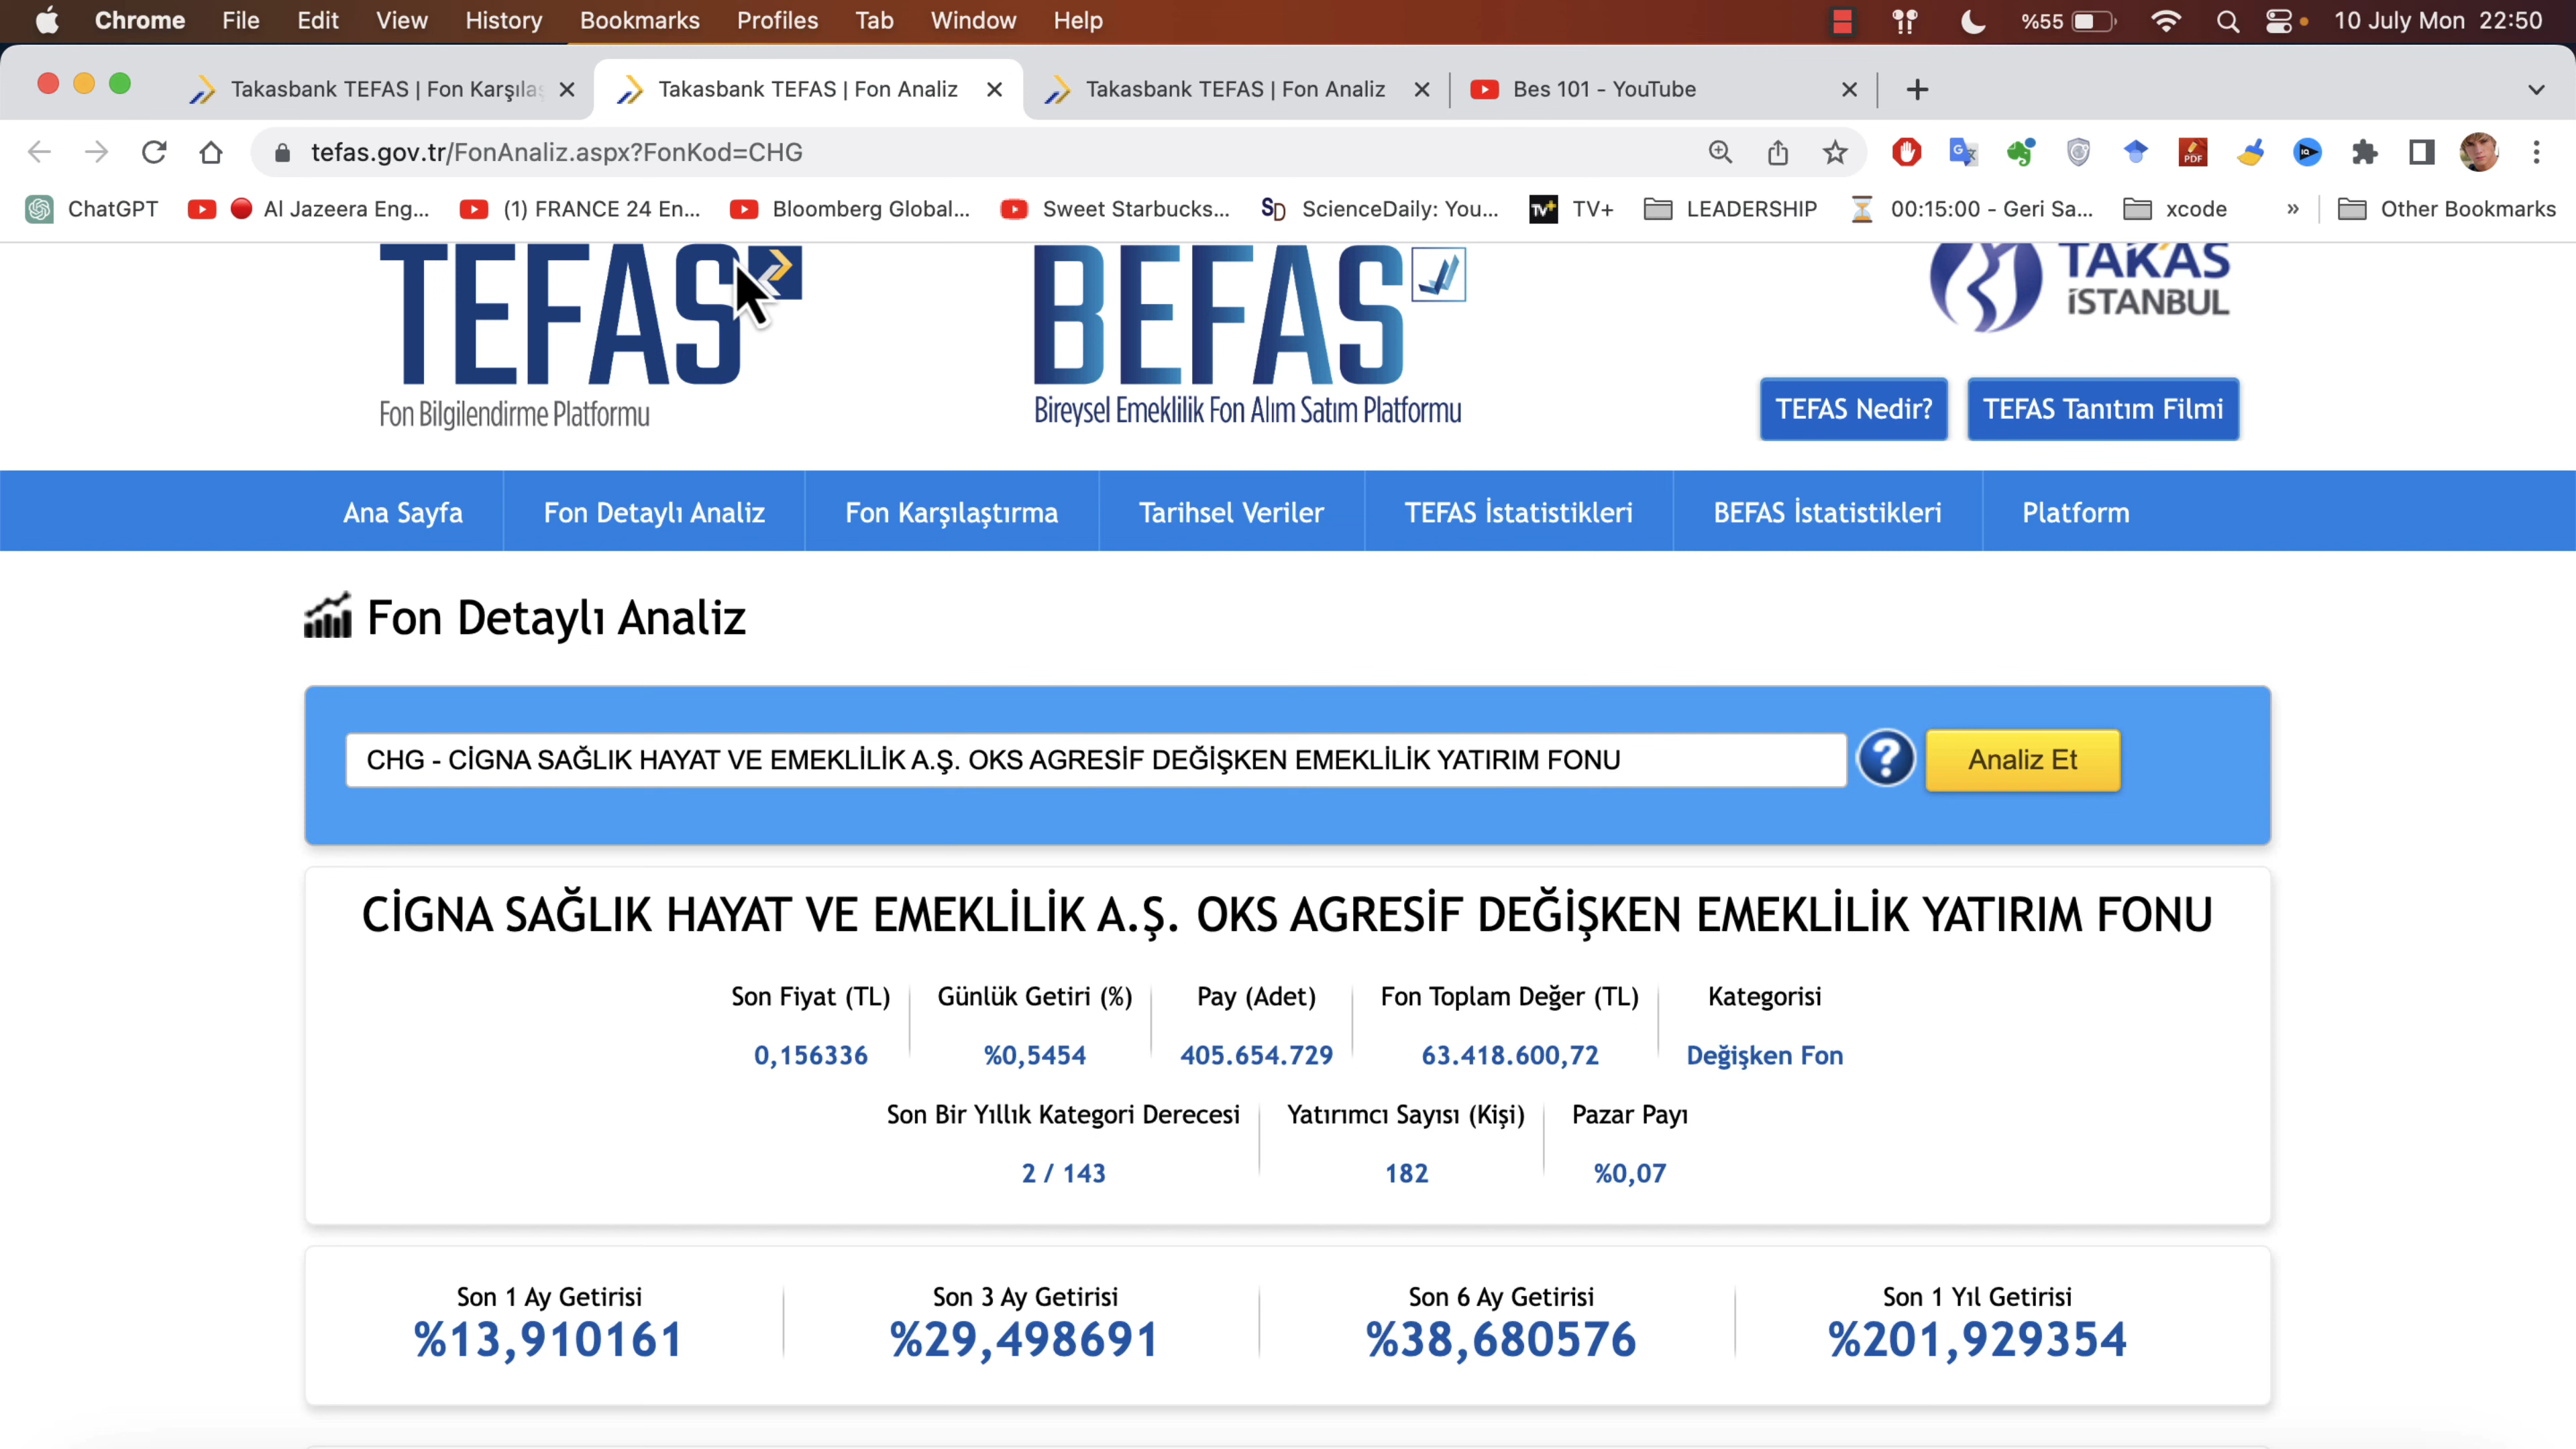 Chrome File Edit View History Bookmarks Profiles Tab Window Help %55 10 July Mon 22:50
Takasbank TEFAS | Fon Karşılaş Takasbank TEFAS | Fon Analiz Takasbank TEFAS | Fon Analiz Bes 101 - YouTube
tefas.gov.tr/FonAnaliz.aspx?FonKod=CHG
ChatGPT Al Jazeera Eng... (1) FRANCE 24 En... Bloomberg Global... Sweet Starbucks... SD ScienceDaily: You... TV+ TV+ LEADERSHIP 00:15:00 - Geri Sa... xcode » Other Bookmarks
TEFAS BEFAS TAKAS
İSTANBUL
Fon Bilgilendirme Platformu Bireysel Emeklilik Fon Alım Satım Platformu TEFAS Nedir? TEFAS Tanıtım Filmi
Ana Sayfa Fon Detaylı Analiz Fon Karşılaştırma Tarihsel Veriler TEFAS İstatistikleri BEFAS İstatistikleri Platform
Fon Detaylı Analiz
CHG - CİGNA SAĞLIK HAYAT VE EMEKLİLİK A.Ş. OKS AGRESİF DEĞİŞKEN EMEKLİLİK YATIRIM FONU ? Analiz Et
CİGNA SAĞLIK HAYAT VE EMEKLİLİK A.Ş. OKS AGRESİF DEĞİŞKEN EMEKLİLİK YATIRIM FONU
Son Fiyat (TL) Günlük Getiri (%) Pay (Adet) Fon Toplam Değer (TL) Kategorisi
0,156336 %0,5454 405.654.729 63.418.600,72 Değişken Fon
Son Bir Yıllık Kategori Derecesi Yatırımcı Sayısı (Kişi) Pazar Payı
2 / 143 182 %0,07
Son 1 Ay Getirisi Son 3 Ay Getirisi Son 6 Ay Getirisi Son 1 Yıl Getirisi
%13,910161 %29,498691 %38,680576 %201,929354